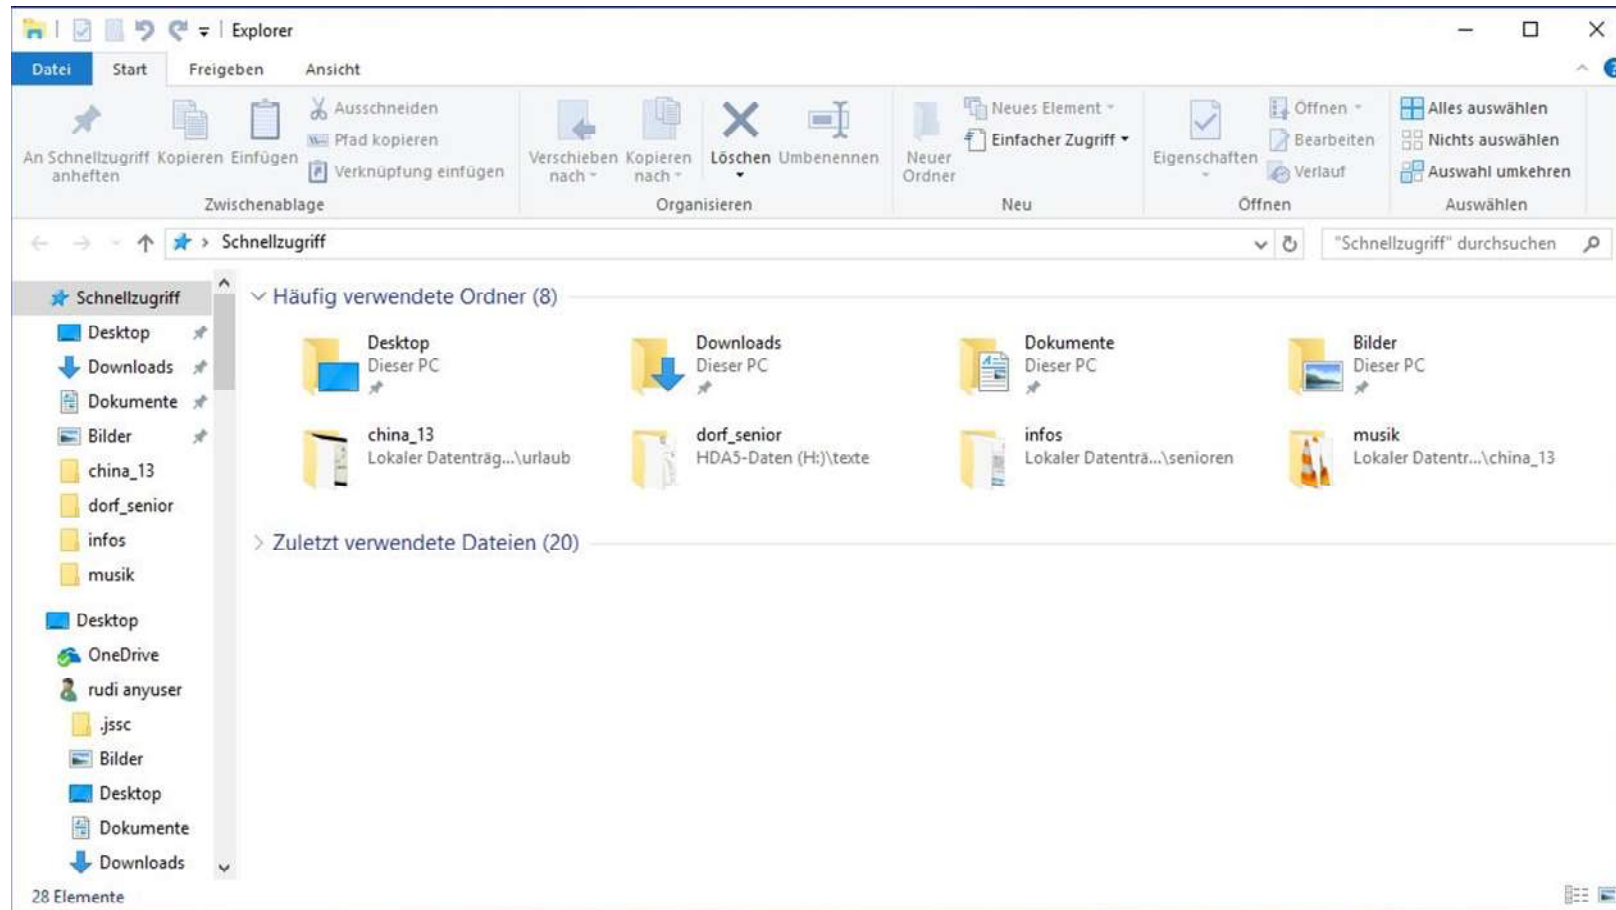 Explorer
Datei Start Freigeben Ansicht
An Schnellzugriff anheften
Kopieren
Einfügen
Ausschneiden
Pfad kopieren
Verknüpfung einfügen
Zwischenablage
Verschieben nach
Kopieren nach
Löschen
Umbenennen
Organisieren
Neuer Ordner
Neues Element
Einfacher Zugriff
Neu
Eigenschaften
Öffnen
Bearbeiten
Verlauf
Öffnen
Alles auswählen
Nichts auswählen
Auswahl umkehren
Auswählen
Schnellzugriff
"Schnellzugriff" durchsuchen
Schnellzugriff
Desktop
Downloads
Dokumente
Bilder
china_13
dorf_senior
infos
musik
Desktop
OneDrive
rudi anyuser
.jssc
Bilder
Desktop
Dokumente
Downloads
Häufig verwendete Ordner (8)
Desktop
Dieser PC
Downloads
Dieser PC
Dokumente
Dieser PC
Bilder
Dieser PC
china_13
Lokaler Datenträg...\urlaub
dorf_senior
HDA5-Daten (H:)\texte
infos
Lokaler Datenträ...\senioren
musik
Lokaler Datentr...\china_13
Zuletzt verwendete Dateien (20)
28 Elemente